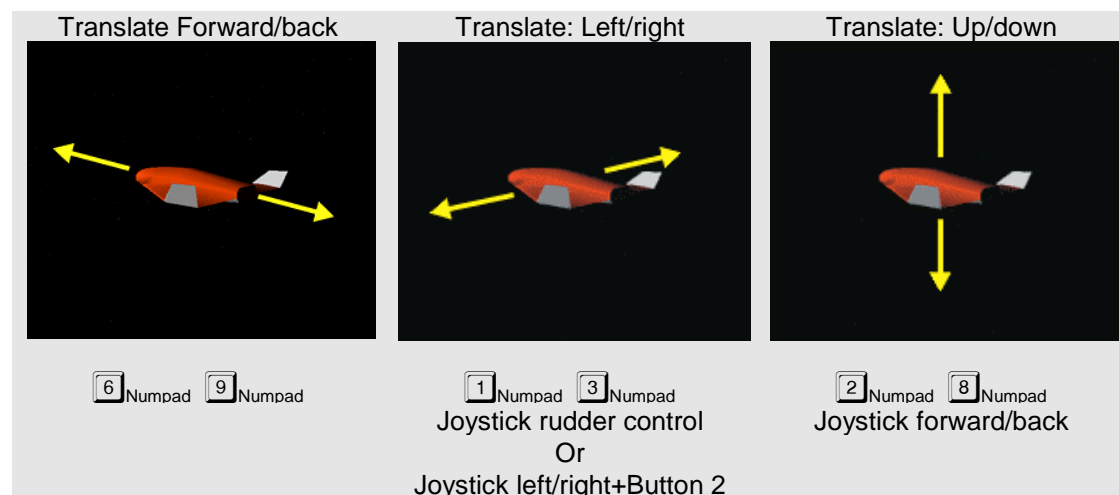 Translate Forward/back
Translate: Left/right
Translate: Up/down
6 Numpad 9 Numpad
1 Numpad 3 Numpad
Joystick rudder control
Or
Joystick left/right+Button 2
2 Numpad 8 Numpad
Joystick forward/back